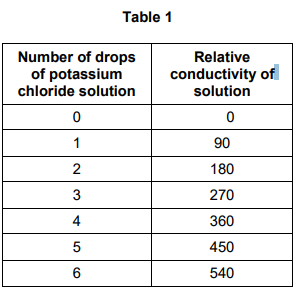 Table 1
Number of drops of potassium chloride solution
Relative conductivity of solution
0 0
1 90
2 180
3 270
4 360
5 450
6 540